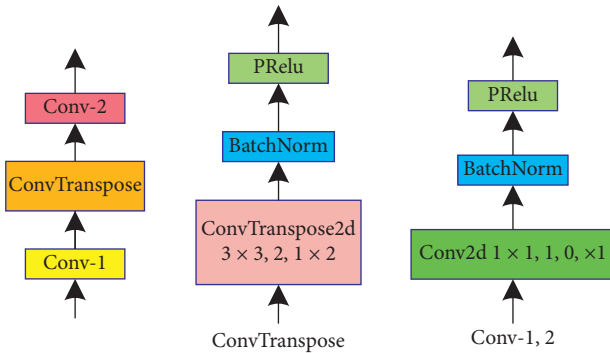 Conv-2
ConvTranspose
Conv-1
PRelu
BatchNorm
ConvTranspose2d
3 × 3, 2, 1 × 2
ConvTranspose
PRelu
BatchNorm
Conv2d 1 × 1, 1, 0, ×1
Conv-1, 2